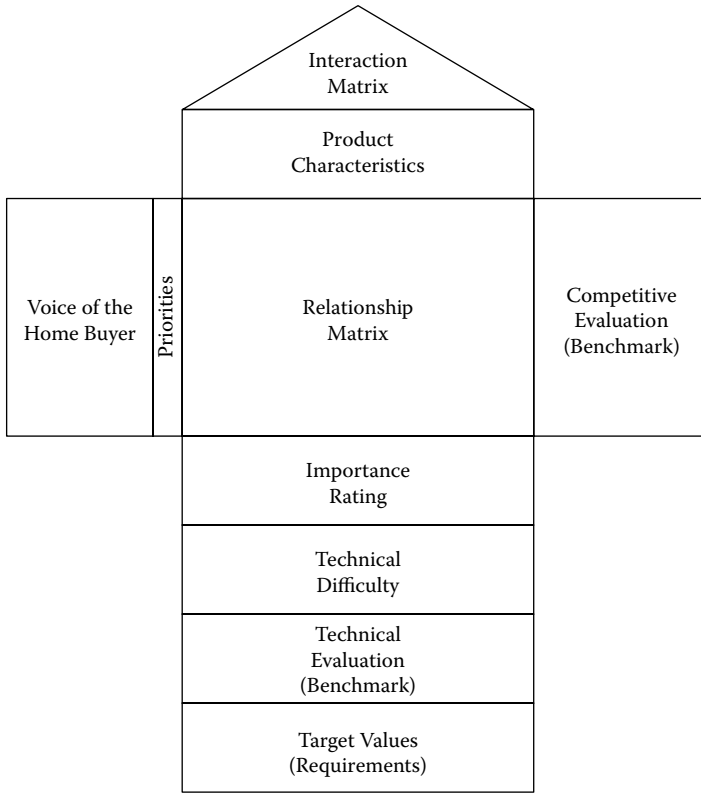 Interaction
Matrix
Product
Characteristics
Voice of the
Home Buyer
Priorities
Relationship
Matrix
Competitive
Evaluation
(Benchmark)
Importance
Rating
Technical
Difficulty
Technical
Evaluation
(Benchmark)
Target Values
(Requirements)